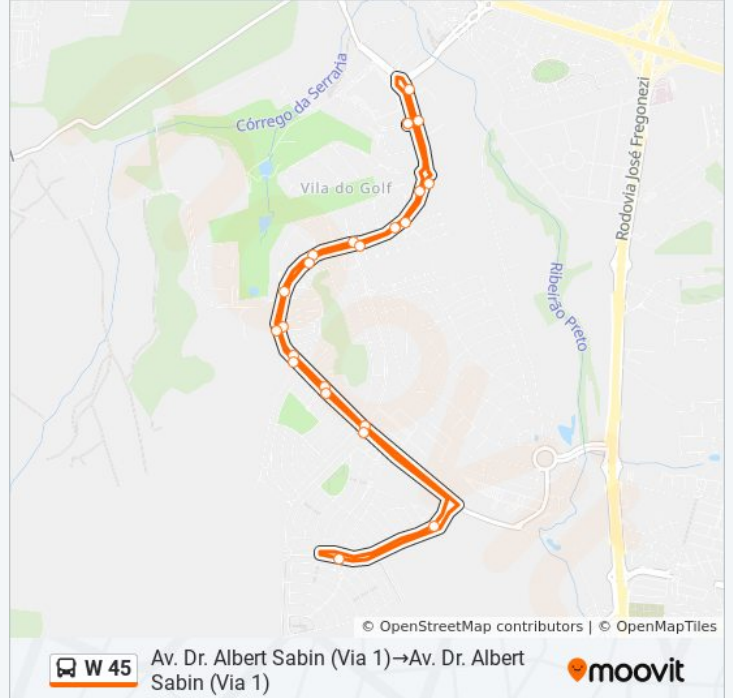 Córrego da Serraria
Vila do Golf
Rodovia José Fregonezi
Ribeirão Preto
© OpenStreetMap contributors | © OpenMapTiles
W 45
Av. Dr. Albert Sabin (Via 1)→Av. Dr. Albert
Sabin (Via 1)
moovit